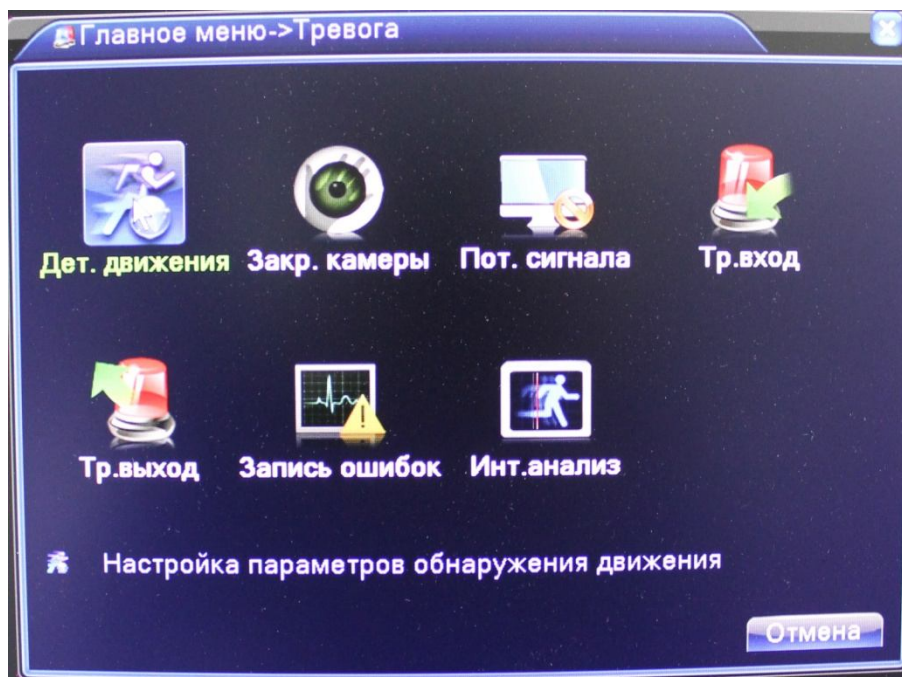 Главное меню->Тревога
Дет. движения Закр. камеры Пот. сигнала Тр.вход
Тр.выход Запись ошибок Инт.анализ
Настройка параметров обнаружения движения
Отмена